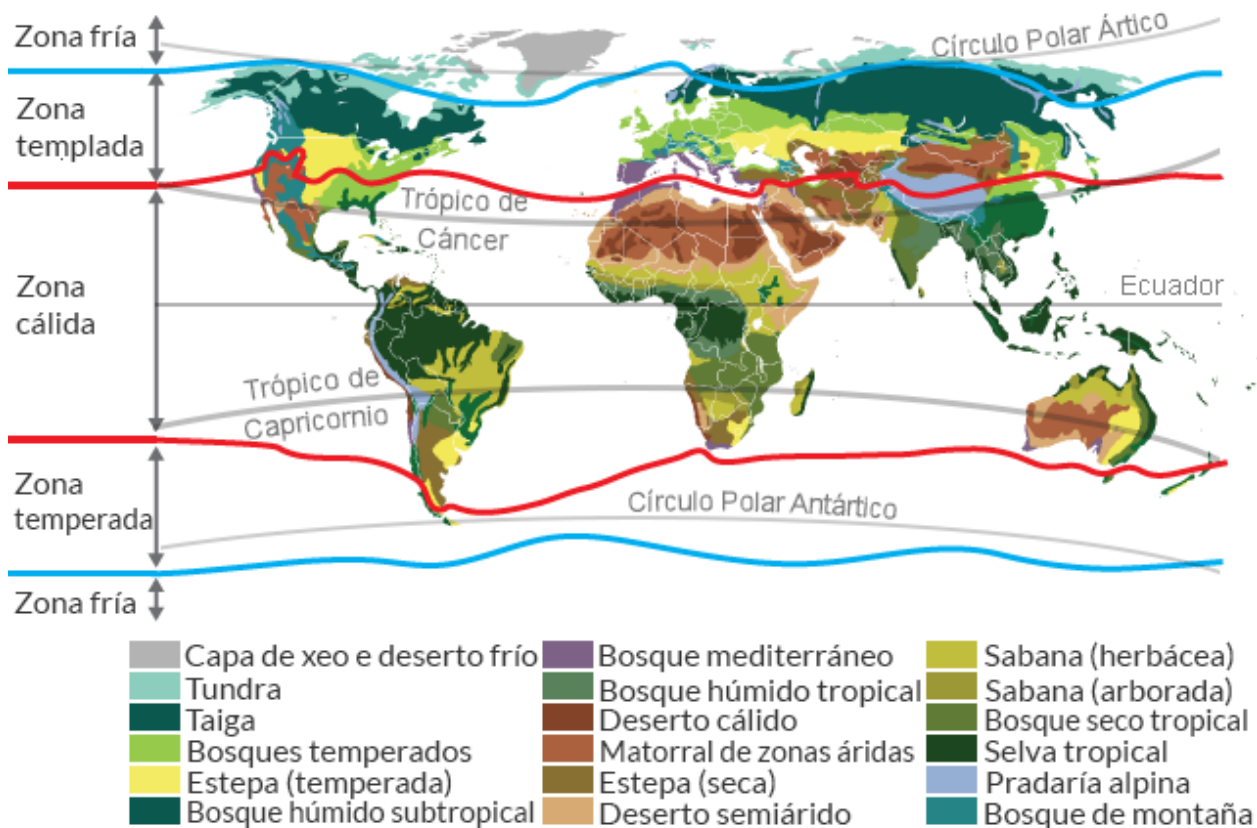 Zona fría
Círculo Polar Ártico
Zona
templada
Trópico de
Cáncer
Zona
cálida
Ecuador
Trópico de
Capricornio
Zona
temperada
Círculo Polar Antártico
Zona fría
Capa de xeo e deserto frío
Tundra
Taiga
Bosques temperados
Estepa (temperada)
Bosque húmido subtropical
Bosque mediterráneo
Bosque húmido tropical
Deserto cálido
Matorral de zonas áridas
Estepa (seca)
Deserto semiárido
Sabana (herbácea)
Sabana (arborada)
Bosque seco tropical
Selva tropical
Pradaría alpina
Bosque de montaña